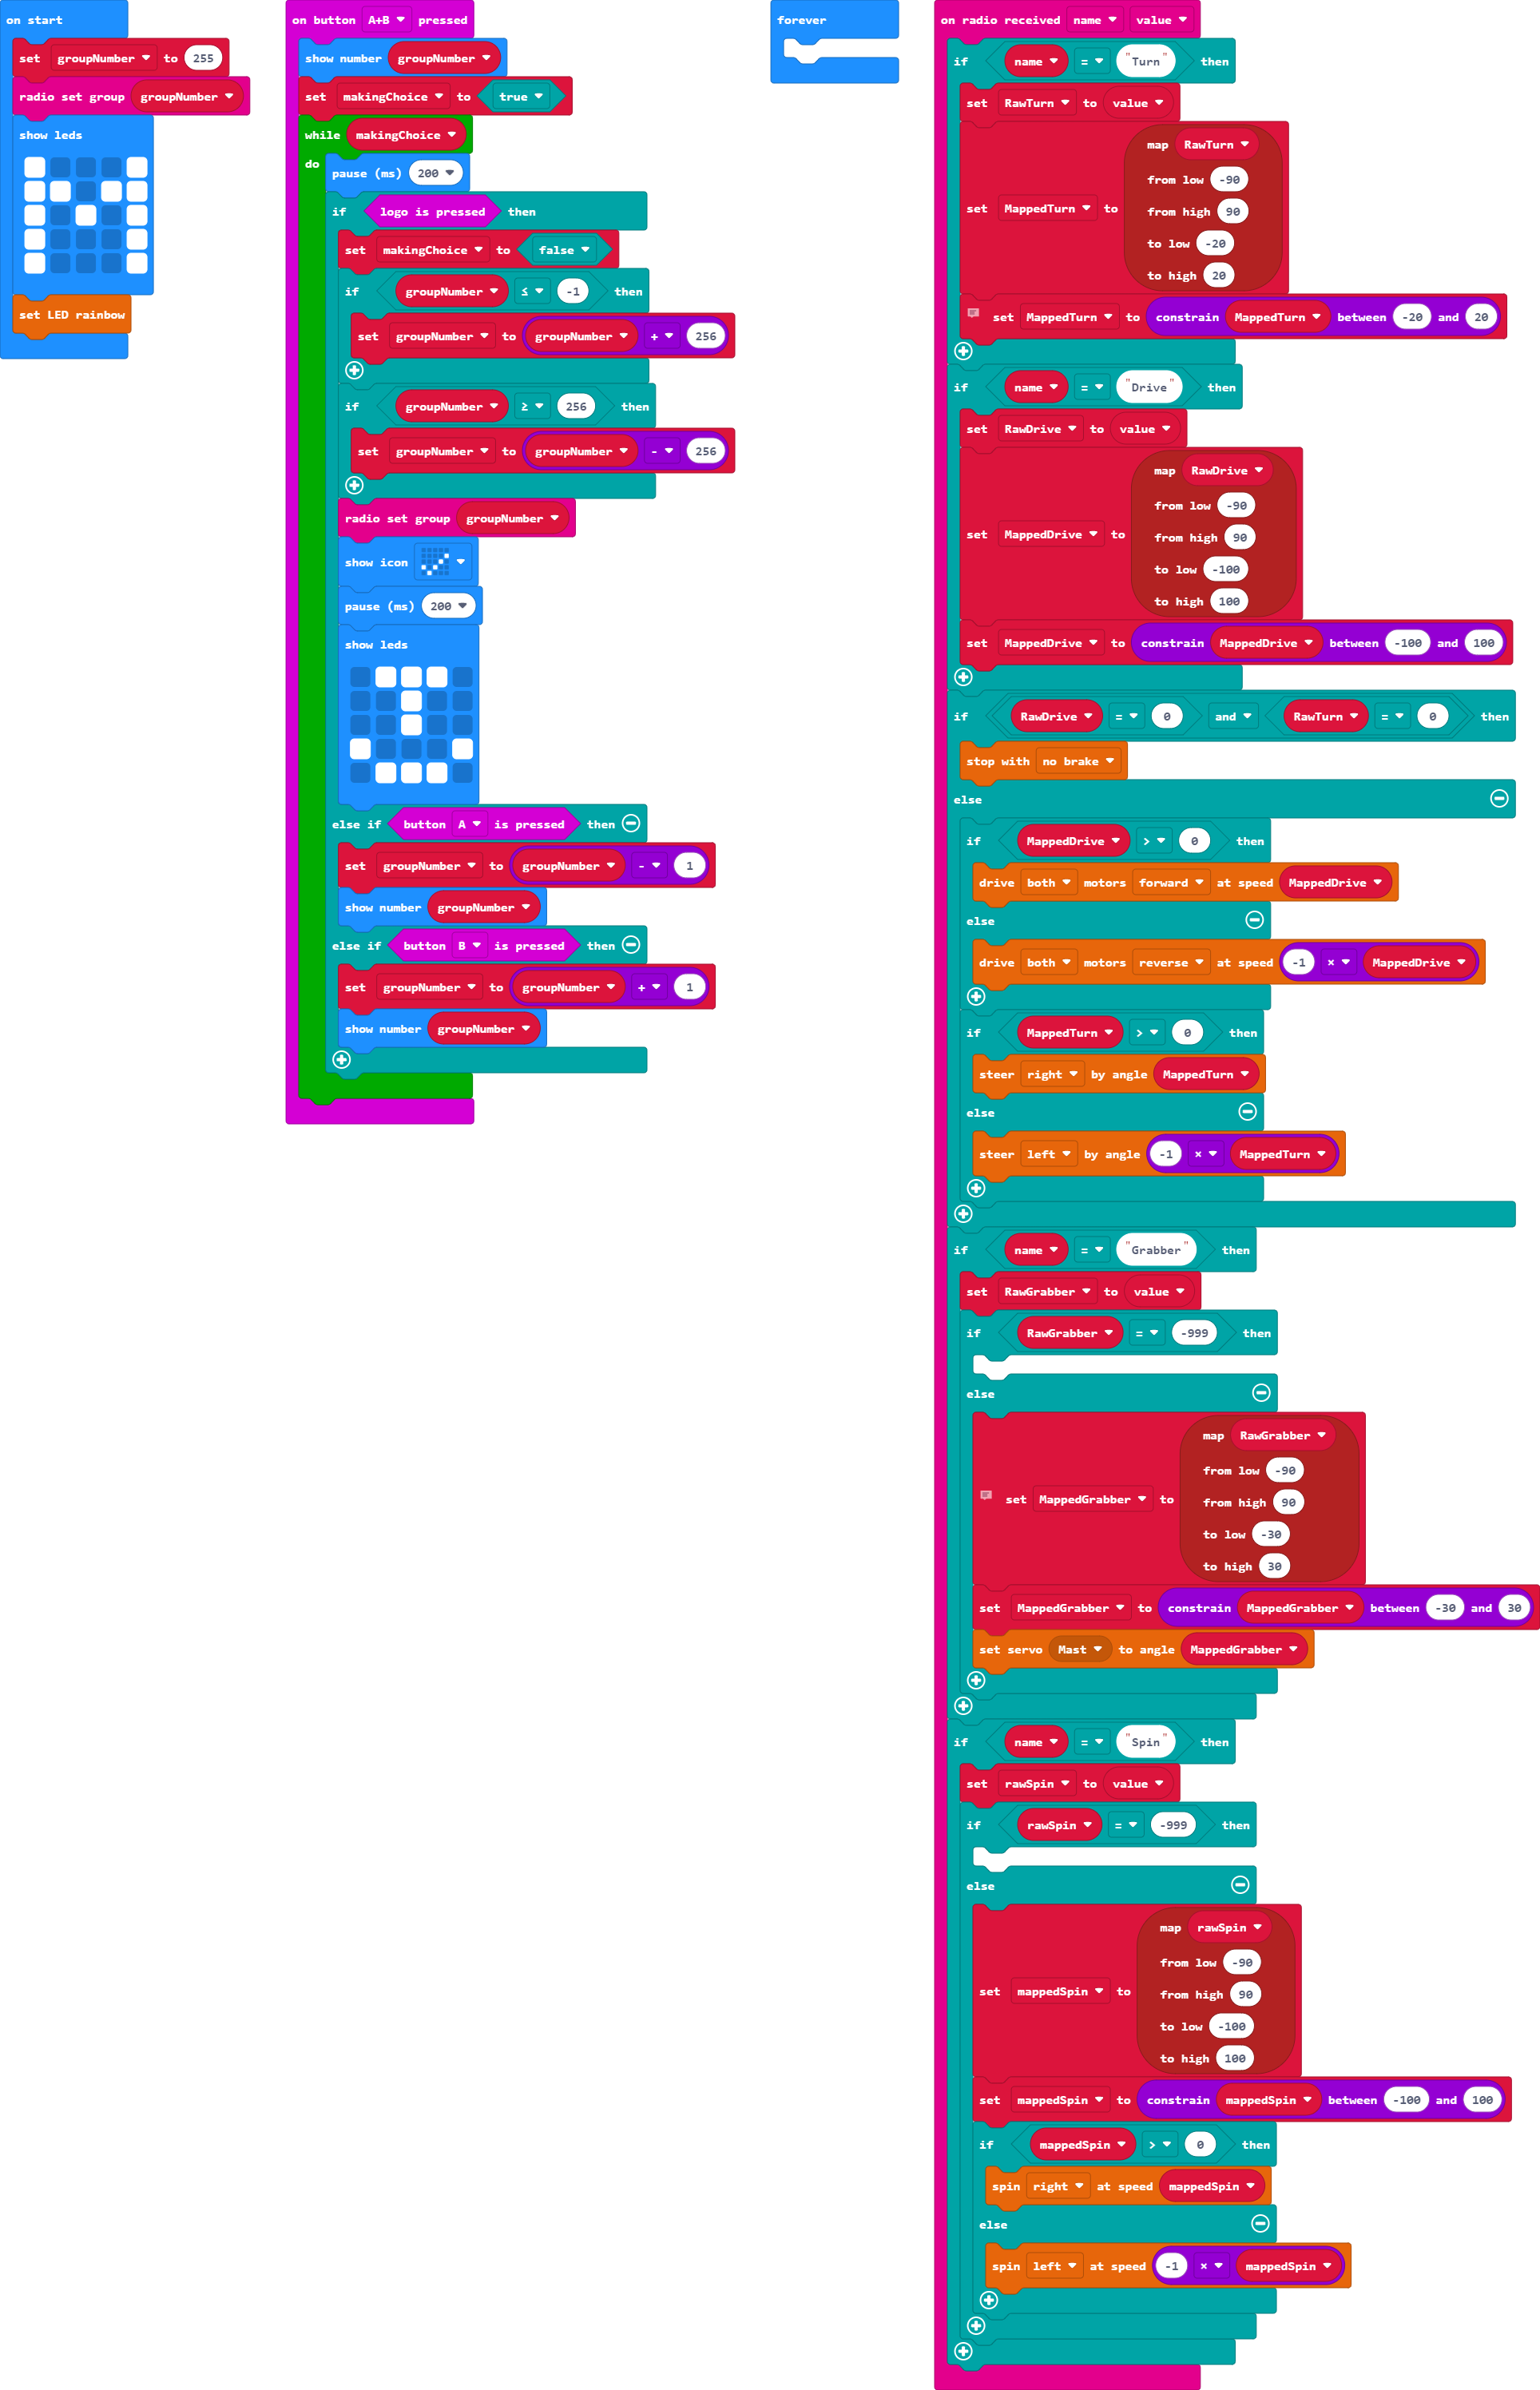 on start
set groupNumber to 255
radio set group groupNumber
show leds
set LED rainbow
on button A+B pressed
show number groupNumber
set makingChoice to true
while makingChoice
do
pause (ms) 200
if logo is pressed then
set makingChoice to false
if groupNumber ≤ -1 then
set groupNumber to groupNumber + 256
if groupNumber ≥ 256 then
set groupNumber to groupNumber - 256
radio set group groupNumber
show icon
pause (ms) 200
show leds
else if button A is pressed then
set groupNumber to groupNumber - 1
show number groupNumber
else if button B is pressed then
set groupNumber to groupNumber + 1
show number groupNumber
forever
on radio received name value
if name = "Turn" then
set RawTurn to value
set MappedTurn to map RawTurn
from low -90
from high 90
to low -20
to high 20
set MappedTurn to constrain MappedTurn between -20 and 20
if name = "Drive" then
set RawDrive to value
set MappedDrive to map RawDrive
from low -90
from high 90
to low -100
to high 100
set MappedDrive to constrain MappedDrive between -100 and 100
if RawDrive = 0 and RawTurn = 0 then
stop with no brake
else
if MappedDrive > 0 then
drive both motors forward at speed MappedDrive
else
drive both motors reverse at speed -1 × MappedDrive
if MappedTurn > 0 then
steer right by angle MappedTurn
else
steer left by angle -1 × MappedTurn
if name = "Grabber" then
set RawGrabber to value
if RawGrabber = -999 then
else
set MappedGrabber to map RawGrabber
from low -90
from high 90
to low -30
to high 30
set MappedGrabber to constrain MappedGrabber between -30 and 30
set servo Mast to angle MappedGrabber
if name = "Spin" then
set rawSpin to value
if rawSpin = -999 then
else
set mappedSpin to map rawSpin
from low -90
from high 90
to low -100
to high 100
set mappedSpin to constrain mappedSpin between -100 and 100
if mappedSpin > 0 then
spin right at speed mappedSpin
else
spin left at speed -1 × mappedSpin